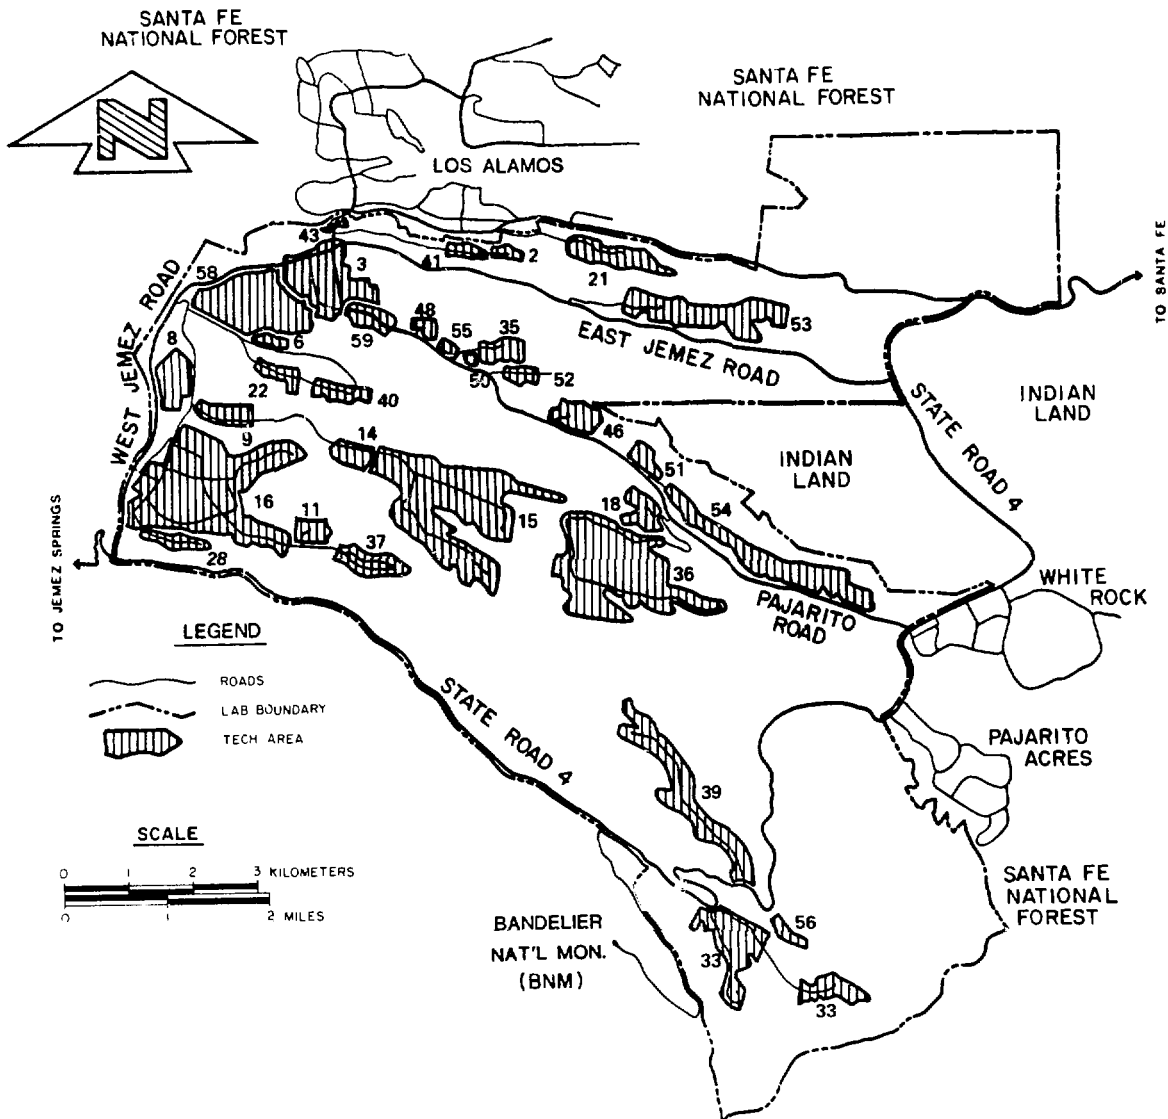 SANTA FE
NATIONAL FOREST
N
SANTA FE
NATIONAL FOREST
LOS ALAMOS
TO SANTA FE
43
41
2
21
58
3
53
WEST JEMEZ ROAD
EAST JEMEZ ROAD
8
6
59
48
55
35
50
52
22
40
STATE ROAD 4
INDIAN
LAND
9
14
46
INDIAN
LAND
51
54
16
11
15
18
28
37
36
TO JEMEZ SPRINGS
PAJARITO
ROAD
WHITE
ROCK
LEGEND
ROADS
LAB BOUNDARY
TECH AREA
STATE ROAD 4
PAJARITO
ACRES
39
SCALE
0 1 2 3 KILOMETERS
0 1 2 MILES
SANTA FE
NATIONAL
FOREST
BANDELIER
NAT'L MON.
(BNM)
56
33
33